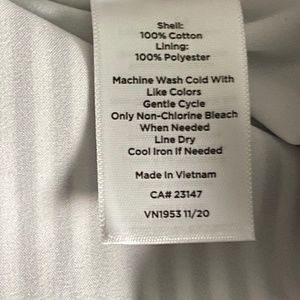 Shell:
100% Cotton
Lining:
100% Polyester
Machine Wash Cold With
Like Colors
Gentle Cycle
Only Non-Chlorine Bleach
When Needed
Line Dry
Cool Iron If Needed
Made In Vietnam
CA# 23147
VN1953 11/20